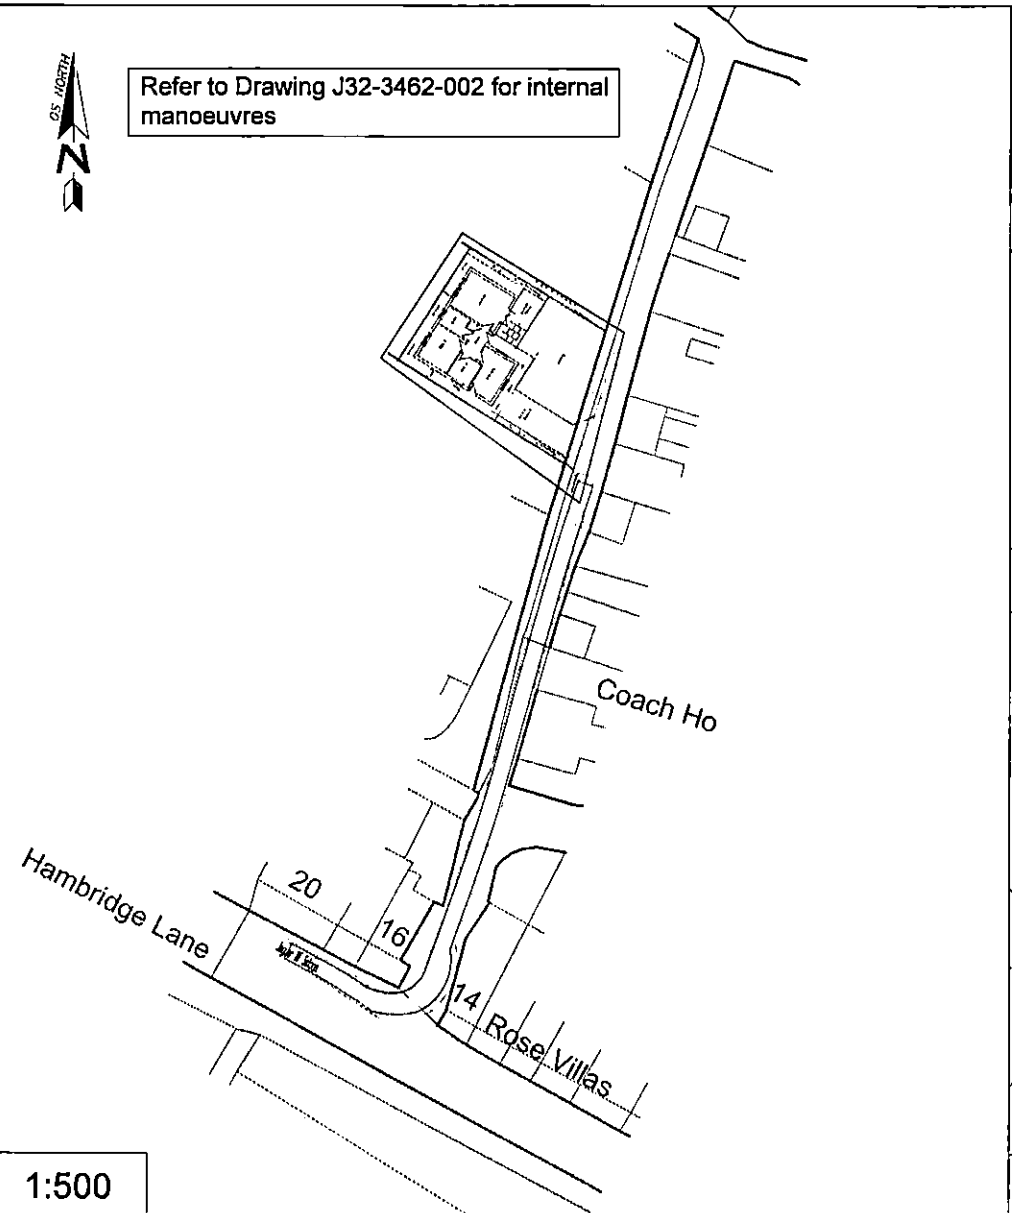 OS NORTH
N
Refer to Drawing J32-3462-002 for internal
manoeuvres
Coach Ho
Hambridge Lane
20
16
14
Rose Villas
1:500